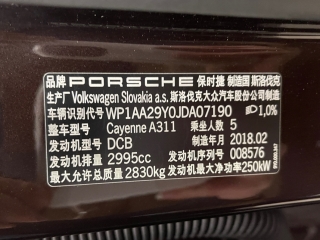 品牌 PORSCHE 保时捷 制造国 斯洛伐克
生产厂 Volkswagen Slovakia a.s. 斯洛伐克大众汽车股份有限公司
车辆识别代号 WP1AA29Y0JDA07190 1,0%
整车型号 Cayenne A311 乘坐人数 5
发动机型号 DCB 制造年月 2018.02
发动机排量 2995cc 发动机序列号 008576
最大允许总质量 2830kg 发动机最大净功率 250kW